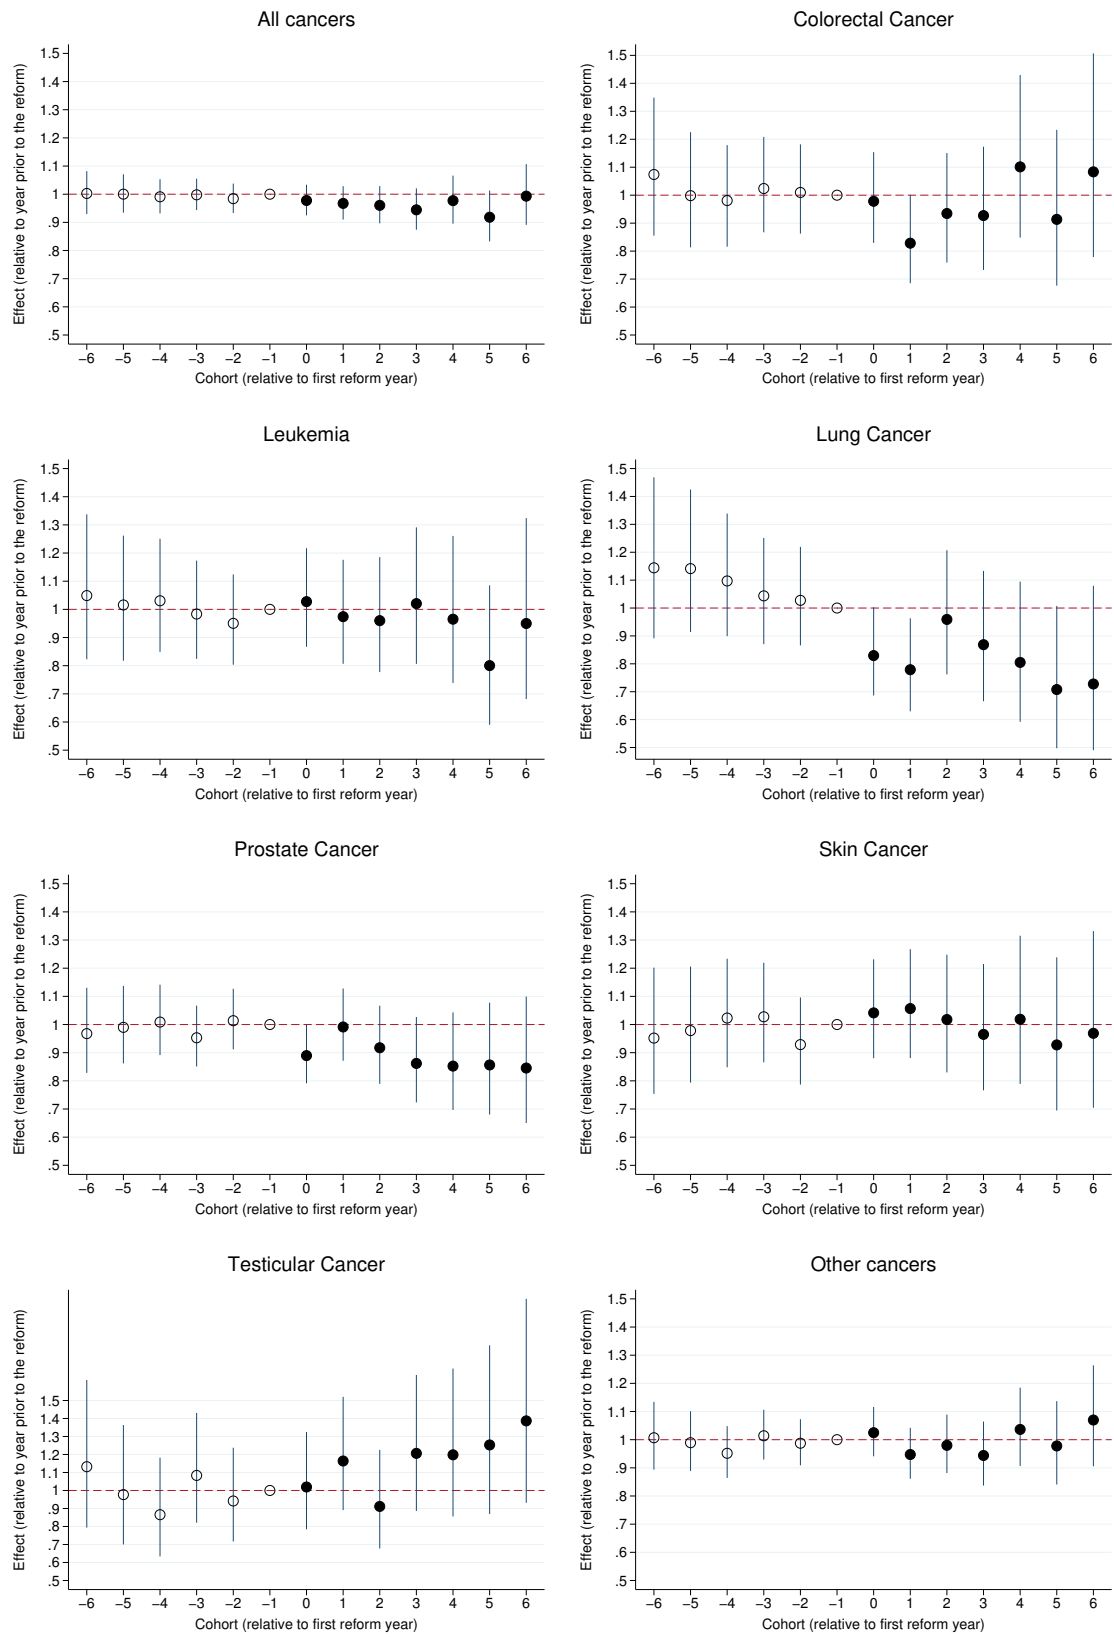 All cancers
Effect (relative to year prior to the reform)
1.5
1.4
1.3
1.2
1.1
1
.9
.8
.7
.6
.5
−6 −5 −4 −3 −2 −1 0 1 2 3 4 5 6
Cohort (relative to first reform year)
Colorectal Cancer
Effect (relative to year prior to the reform)
1.5
1.4
1.3
1.2
1.1
1
.9
.8
.7
.6
.5
−6 −5 −4 −3 −2 −1 0 1 2 3 4 5 6
Cohort (relative to first reform year)
Leukemia
Effect (relative to year prior to the reform)
1.5
1.4
1.3
1.2
1.1
1
.9
.8
.7
.6
.5
−6 −5 −4 −3 −2 −1 0 1 2 3 4 5 6
Cohort (relative to first reform year)
Lung Cancer
Effect (relative to year prior to the reform)
1.5
1.4
1.3
1.2
1.1
1
.9
.8
.7
.6
.5
−6 −5 −4 −3 −2 −1 0 1 2 3 4 5 6
Cohort (relative to first reform year)
Prostate Cancer
Effect (relative to year prior to the reform)
1.5
1.4
1.3
1.2
1.1
1
.9
.8
.7
.6
.5
−6 −5 −4 −3 −2 −1 0 1 2 3 4 5 6
Cohort (relative to first reform year)
Skin Cancer
Effect (relative to year prior to the reform)
1.5
1.4
1.3
1.2
1.1
1
.9
.8
.7
.6
.5
−6 −5 −4 −3 −2 −1 0 1 2 3 4 5 6
Cohort (relative to first reform year)
Testicular Cancer
Effect (relative to year prior to the reform)
1.5
1.4
1.3
1.2
1.1
1
.9
.8
.7
.6
.5
−6 −5 −4 −3 −2 −1 0 1 2 3 4 5 6
Cohort (relative to first reform year)
Other cancers
Effect (relative to year prior to the reform)
1.5
1.4
1.3
1.2
1.1
1
.9
.8
.7
.6
.5
−6 −5 −4 −3 −2 −1 0 1 2 3 4 5 6
Cohort (relative to first reform year)